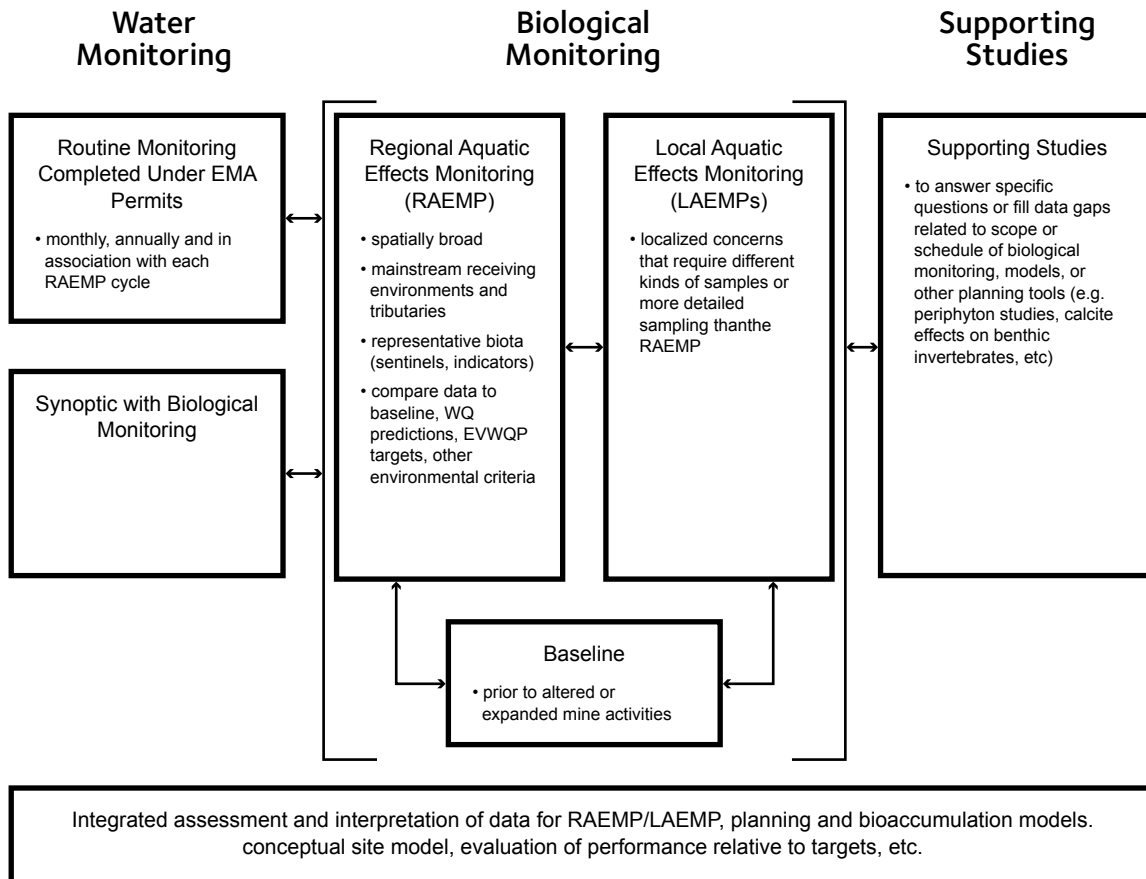 Water
Monitoring
Biological
Monitoring
Supporting
Studies
Routine Monitoring
Completed Under EMA
Permits
• monthly, annually and in
association with each
RAEMP cycle
Synoptic with Biological
Monitoring
Regional Aquatic
Effects Monitoring
(RAEMP)
• spatially broad
• mainstream receiving
environments and
tributaries
• representative biota
(sentinels, indicators)
• compare data to
baseline, WQ
predictions, EVWQP
targets, other
environmental criteria
Local Aquatic
Effects Monitoring
(LAEMPs)
• localized concerns
that require different
kinds of samples or
more detailed
sampling thanthe
RAEMP
Baseline
• prior to altered or
expanded mine activities
Supporting Studies
• to answer specific
questions or fill data gaps
related to scope or
schedule of biological
monitoring, models, or
other planning tools (e.g.
periphyton studies, calcite
effects on benthic
invertebrates, etc)
Integrated assessment and interpretation of data for RAEMP/LAEMP, planning and bioaccumulation models.
conceptual site model, evaluation of performance relative to targets, etc.